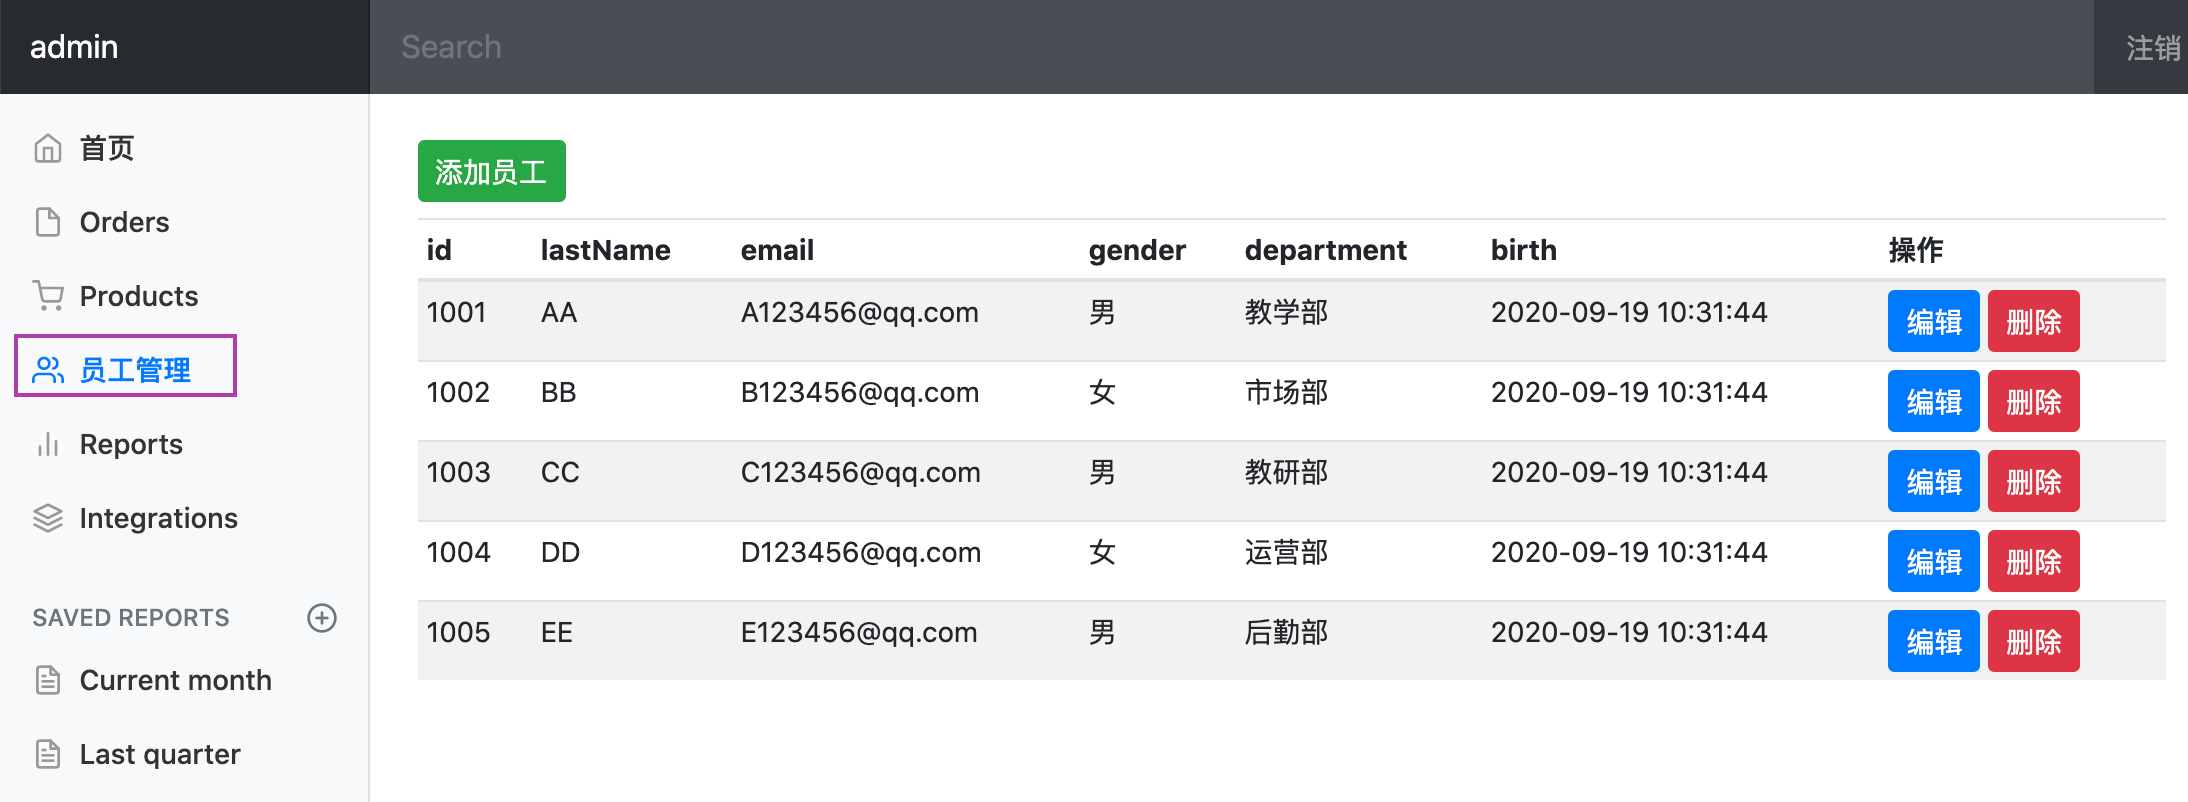 admin
Search
注销
首页
Orders
Products
员工管理
Reports
Integrations
SAVED REPORTS
Current month
Last quarter
添加员工
id lastName email gender department birth 操作
1001 AA A123456@qq.com 男 教学部 2020-09-19 10:31:44 编辑 删除
1002 BB B123456@qq.com 女 市场部 2020-09-19 10:31:44 编辑 删除
1003 CC C123456@qq.com 男 教研部 2020-09-19 10:31:44 编辑 删除
1004 DD D123456@qq.com 女 运营部 2020-09-19 10:31:44 编辑 删除
1005 EE E123456@qq.com 男 后勤部 2020-09-19 10:31:44 编辑 删除